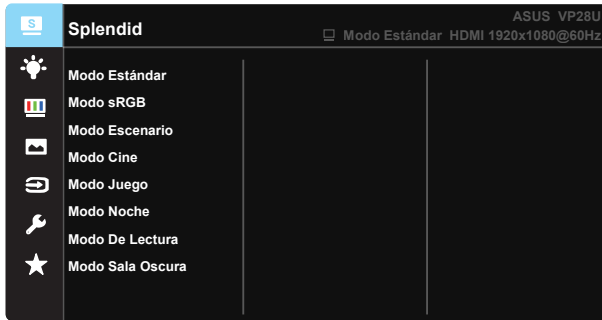 S
Splendid
ASUS VP28U
Modo Estándar HDMI 1920x1080@60Hz
Modo Estándar
Modo sRGB
Modo Escenario
Modo Cine
Modo Juego
Modo Noche
Modo De Lectura
Modo Sala Oscura